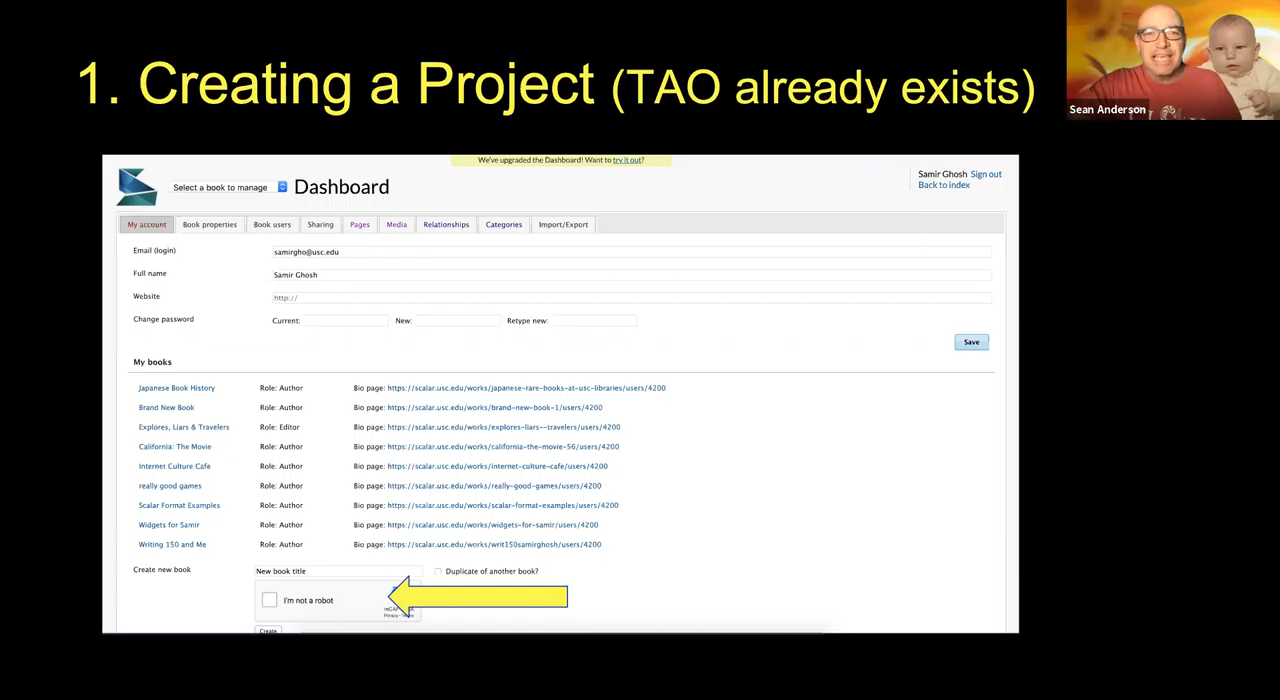 1. Creating a Project (TAO already exists)
Sean Anderson
We've upgraded the Dashboard! Want to try it out?
Select a book to manage Dashboard
Samir Ghosh Sign out
Back to index
My account Book properties Book users Sharing Pages Media Relationships Categories Import/Export
Email (login) samirgho@usc.edu
Full name Samir Ghosh
Website http://
Change password Current: New: Retype new:
Save
My books
Japanese Book History Role: Author Bio page: https://scalar.usc.edu/works/japanese-rare-books-at-usc-libraries/users/4200
Brand New Book Role: Author Bio page: https://scalar.usc.edu/works/brand-new-book-1/users/4200
Explores, Liars & Travelers Role: Editor Bio page: https://scalar.usc.edu/works/explores-liars--travelers/users/4200
California: The Movie Role: Author Bio page: https://scalar.usc.edu/works/california-the-movie-56/users/4200
Internet Culture Cafe Role: Author Bio page: https://scalar.usc.edu/works/internet-culture-cafe/users/4200
really good games Role: Author Bio page: https://scalar.usc.edu/works/really-good-games/users/4200
Scalar Format Examples Role: Author Bio page: https://scalar.usc.edu/works/scalar-format-examples/users/4200
Widgets for Samir Role: Author Bio page: https://scalar.usc.edu/works/widgets-for-samir/users/4200
Writing 150 and Me Role: Author Bio page: https://scalar.usc.edu/works/writ150samirghosh/users/4200
Create new book New book title Duplicate of another book?
I'm not a robot
Privacy
Create